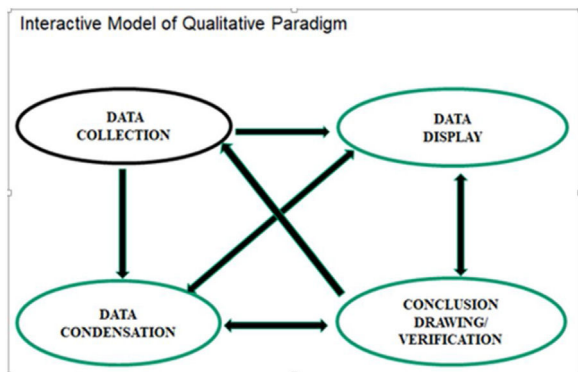 Interactive Model of Qualitative Paradigm
DATA
COLLECTION
DATA
DISPLAY
DATA
CONDENSATION
CONCLUSION
DRAWING/
VERIFICATION